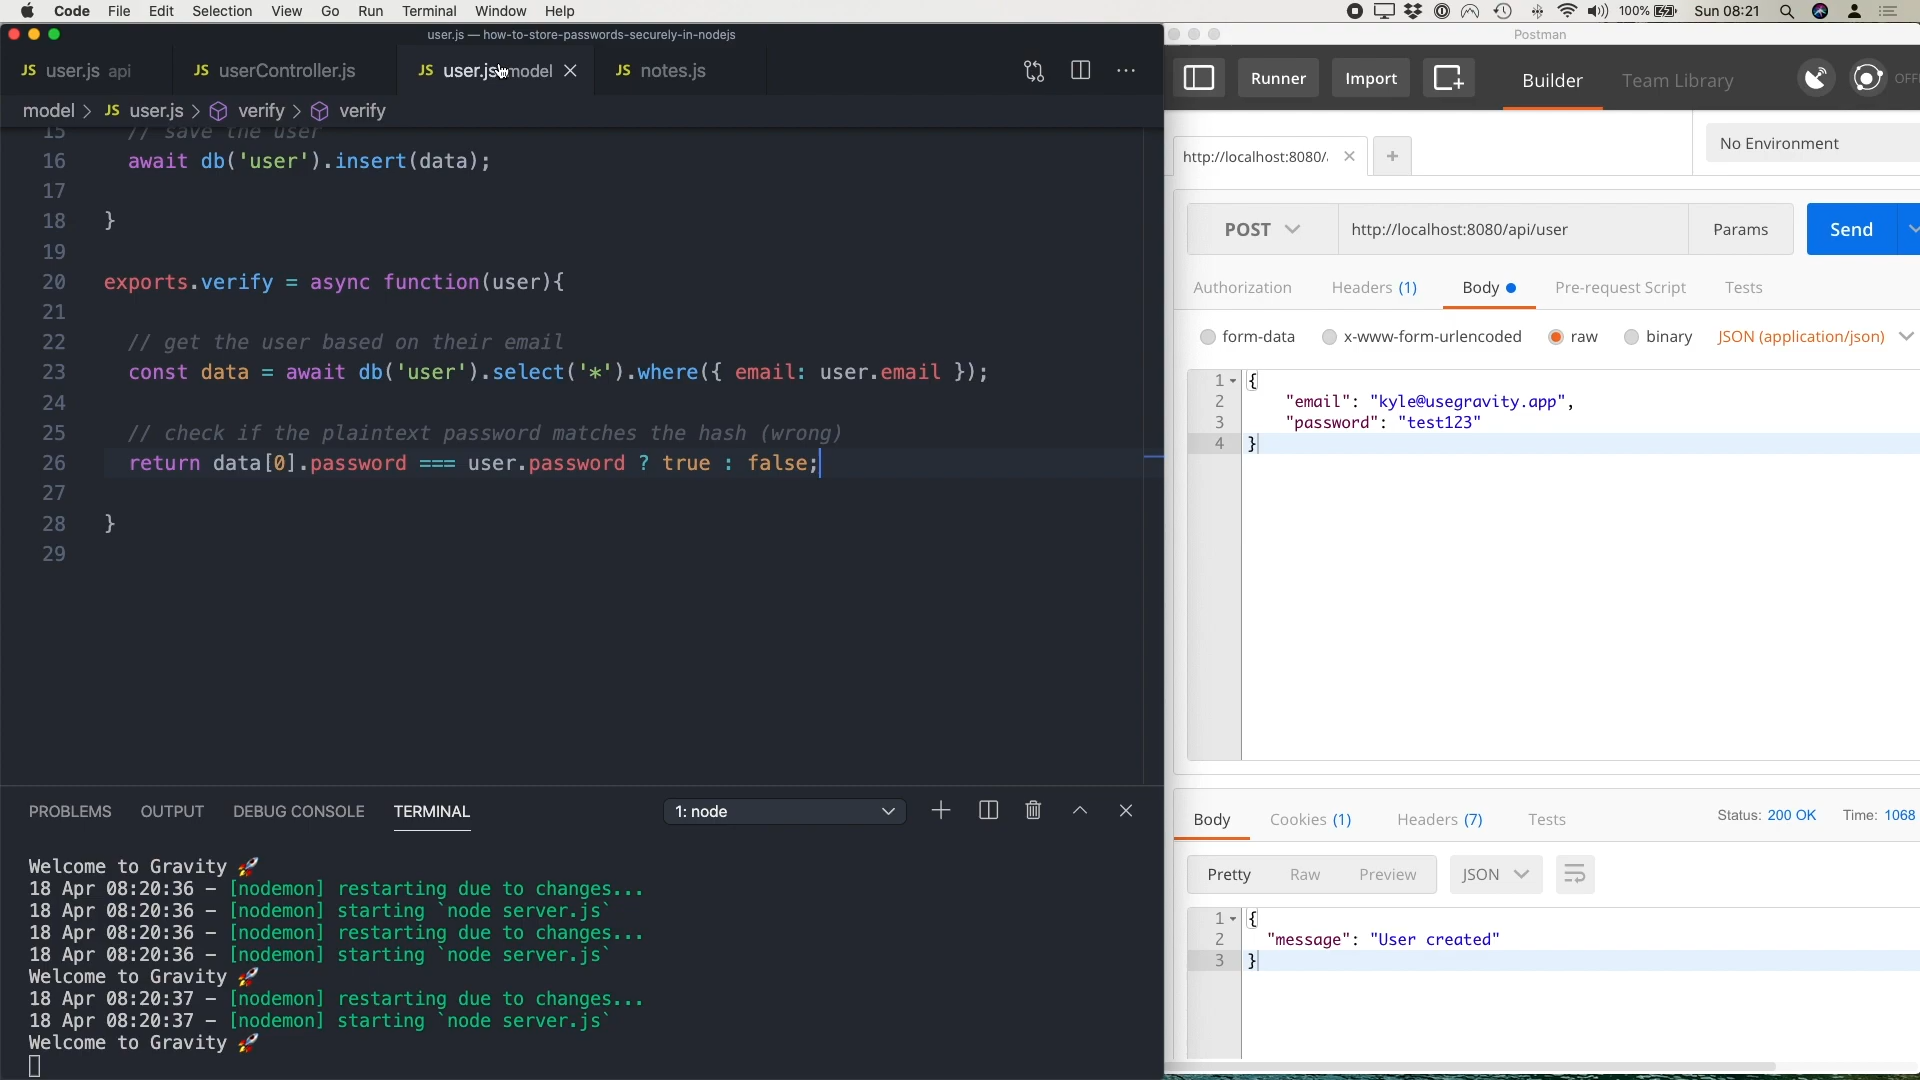 Code File Edit Selection View Go Run Terminal Window Help
100% Sun 08:21
user.js — how-to-store-passwords-securely-in-nodejs
JS user.js api JS userController.js JS user.js model JS notes.js
model > JS user.js > verify > verify
15 // save the user
16 await db('user').insert(data);
17
18 }
19
20 exports.verify = async function(user){
21
22 // get the user based on their email
23 const data = await db('user').select('*').where({ email: user.email });
24
25 // check if the plaintext password matches the hash (wrong)
26 return data[0].password === user.password ? true : false;
27
28 }
29
PROBLEMS OUTPUT DEBUG CONSOLE TERMINAL 1: node
Welcome to Gravity 🚀
18 Apr 08:20:36 – [nodemon] restarting due to changes...
18 Apr 08:20:36 – [nodemon] starting `node server.js`
18 Apr 08:20:36 – [nodemon] restarting due to changes...
18 Apr 08:20:36 – [nodemon] starting `node server.js`
Welcome to Gravity 🚀
18 Apr 08:20:37 – [nodemon] restarting due to changes...
18 Apr 08:20:37 – [nodemon] starting `node server.js`
Welcome to Gravity 🚀
Postman
Runner Import Builder Team Library
http://localhost:8080/
No Environment
POST http://localhost:8080/api/user Params Send
Authorization Headers (1) Body Pre-request Script Tests
form-data x-www-form-urlencoded raw binary JSON (application/json)
1 {
2 "email": "kyle@usegravity.app",
3 "password": "test123"
4 }
Body Cookies (1) Headers (7) Tests Status: 200 OK Time: 1068
Pretty Raw Preview JSON
1 {
2 "message": "User created"
3 }